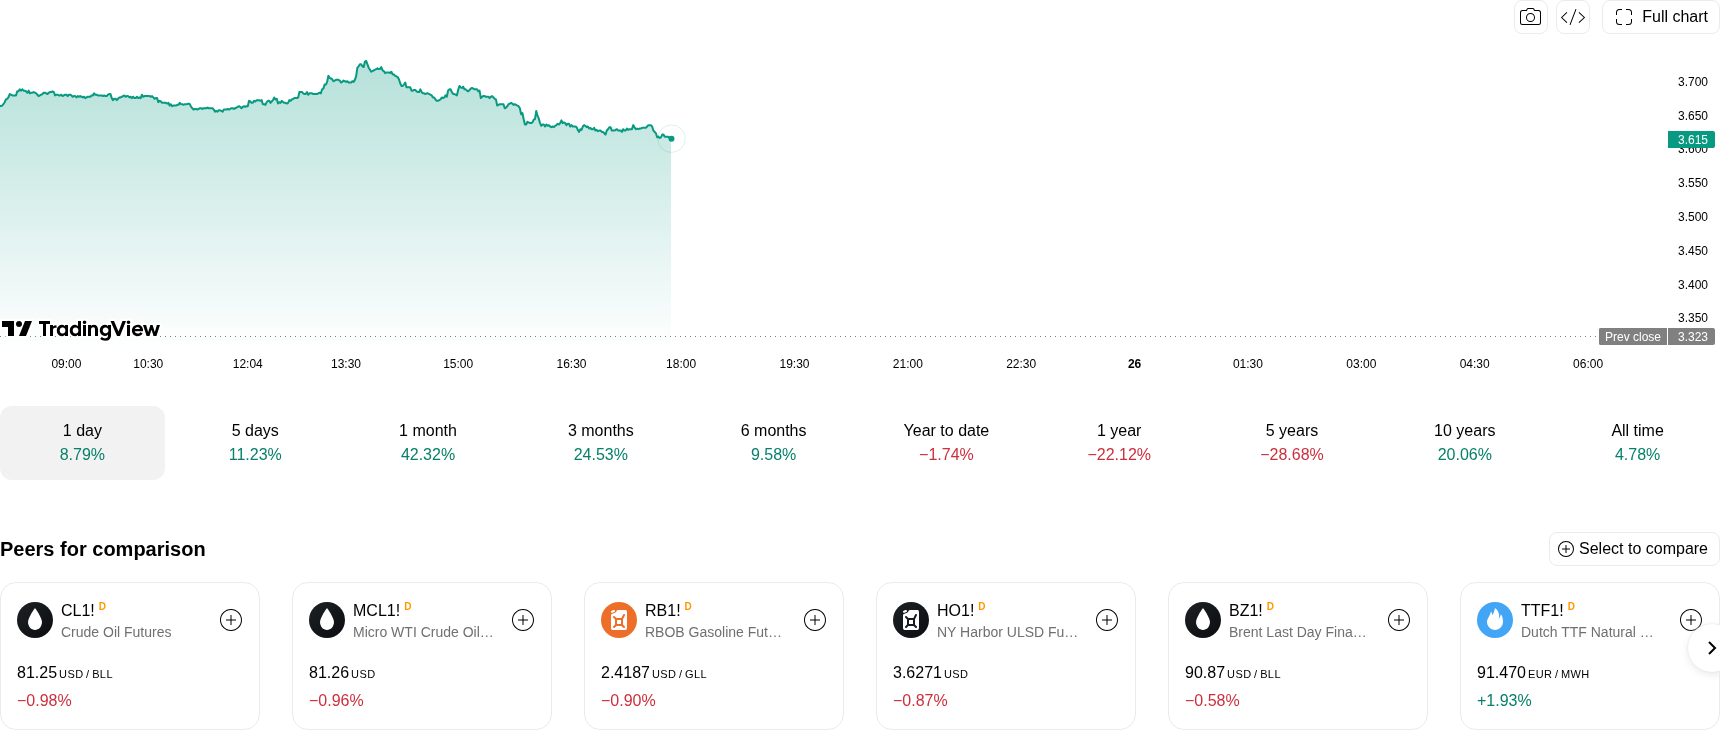 Full chart
3.700
3.650
3.615
3.600
3.550
3.500
3.450
3.400
3.350
TradingView
Prev close 3.323
09:00 10:30 12:04 13:30 15:00 16:30 18:00 19:30 21:00 22:30 26 01:30 03:00 04:30 06:00
1 day 5 days 1 month 3 months 6 months Year to date 1 year 5 years 10 years All time
8.79% 11.23% 42.32% 24.53% 9.58% −1.74% −22.12% −28.68% 20.06% 4.78%
Peers for comparison
Select to compare
CL1! D
Crude Oil Futures
81.25 USD / BLL
−0.98%
MCL1! D
Micro WTI Crude Oil…
81.26 USD
−0.96%
RB1! D
RBOB Gasoline Fut…
2.4187 USD / GLL
−0.90%
HO1! D
NY Harbor ULSD Fu…
3.6271 USD
−0.87%
BZ1! D
Brent Last Day Fina…
90.87 USD / BLL
−0.58%
TTF1! D
Dutch TTF Natural …
91.470 EUR / MWH
+1.93%